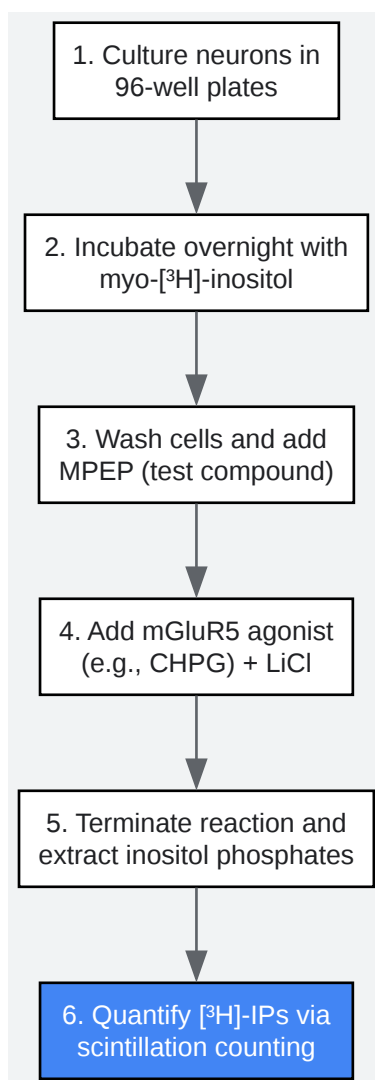 1. Culture neurons in
96-well plates
2. Incubate overnight with
myo-[³H]-inositol
3. Wash cells and add
MPEP (test compound)
4. Add mGluR5 agonist
(e.g., CHPG) + LiCl
5. Terminate reaction and
extract inositol phosphates
6. Quantify [³H]-IPs via
scintillation counting